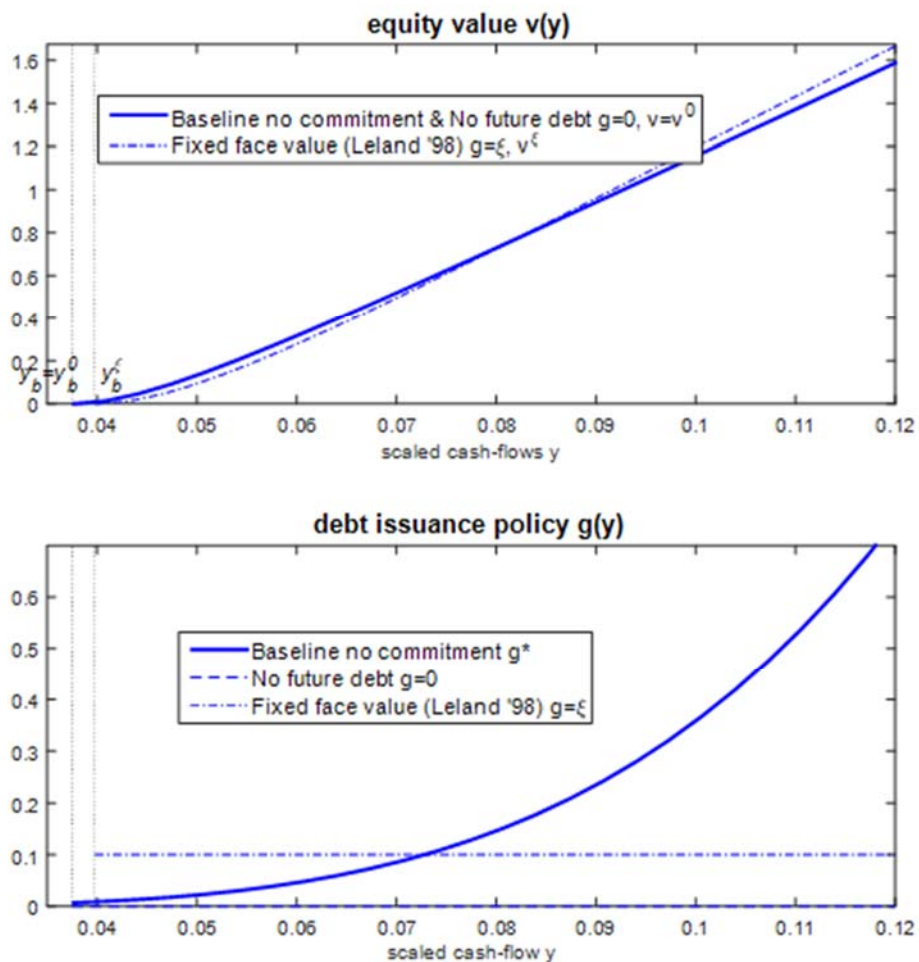 equity value v(y)
1.6
1.4
1.2
1
0.8
0.6
0.4
0.2
0
Baseline no commitment & No future debt g=0, v=v⁰
Fixed face value (Leland '98) g=ξ, v^ξ
y_b=y_b^0 y_b^ξ
0.04 0.05 0.06 0.07 0.08 0.09 0.1 0.11 0.12
scaled cash-flows y
debt issuance policy g(y)
0.6
0.5
0.4
0.3
0.2
0.1
0
Baseline no commitment g*
No future debt g=0
Fixed face value (Leland '98) g=ξ
0.04 0.05 0.06 0.07 0.08 0.09 0.1 0.11 0.12
scaled cash-flow y